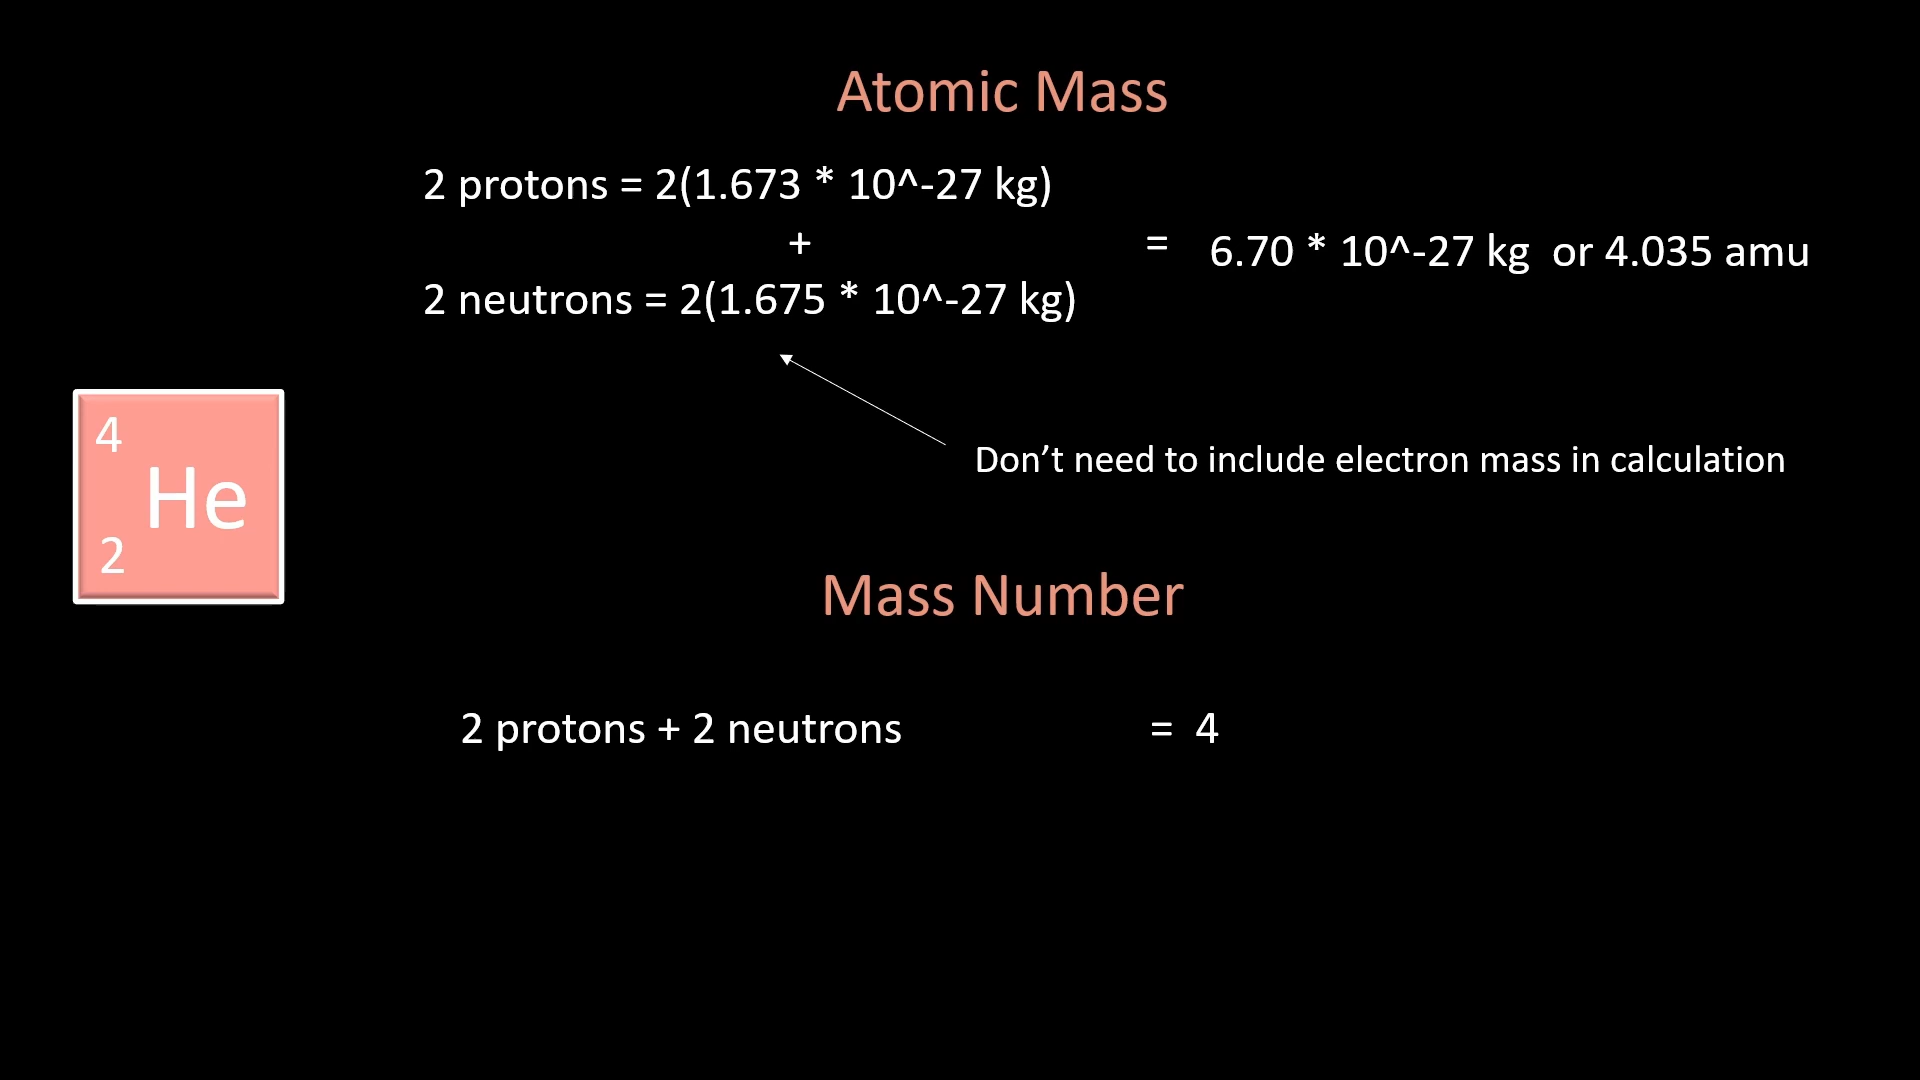 Atomic Mass
2 protons = 2(1.673 * 10^-27 kg)
+
= 6.70 * 10^-27 kg or 4.035 amu
2 neutrons = 2(1.675 * 10^-27 kg)
4
He
2
Don’t need to include electron mass in calculation
Mass Number
2 protons + 2 neutrons = 4